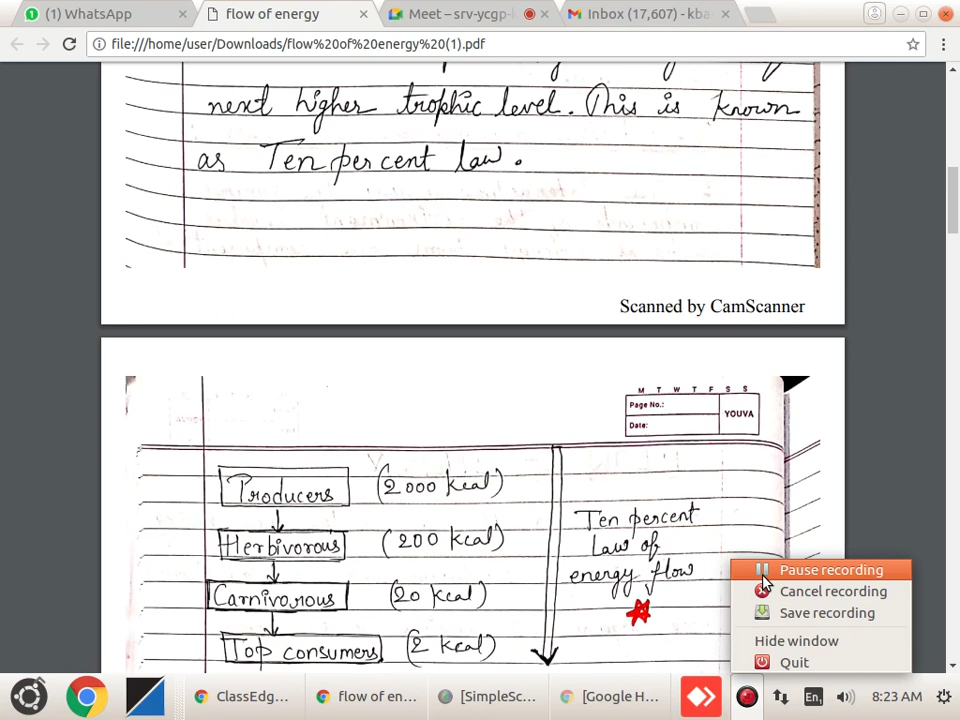 (1) WhatsApp
flow of energy
Meet – srv-ycgp-
Inbox (17,607) - kba
file:///home/user/Downloads/flow%20of%20energy%20(1).pdf
next higher trophic level. This is known
as Ten percent law.
Scanned by CamScanner
M T W T F S S
Page No.:
Date:
YOUVA
Producers (2000 kcal)
Herbivorous (200 kcal)
Carnivorous (20 kcal)
Top consumers (2 kcal)
Ten percent
Law of
energy flow
Pause recording
Cancel recording
Save recording
Hide window
Quit
ClassEdg...
flow of en...
[SimpleSc...
[Google H...
En1
8:23 AM